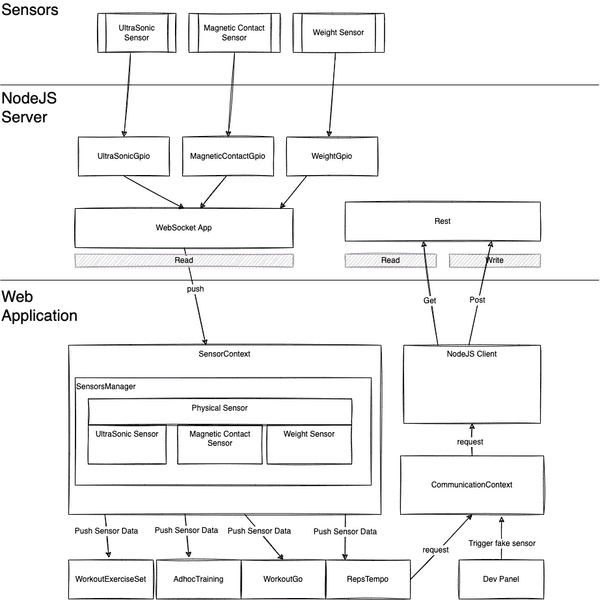 Sensors
UltraSonic
Sensor
Magnetic Contact
Sensor
Weight Sensor
NodeJS
Server
UltraSonicGpio
MagneticContactGpio
WeightGpio
WebSocket App
Rest
Read
Read
Write
push
Get
Post
Web
Application
SensorContext
NodeJS Client
SensorsManager
Physical Sensor
UltraSonic Sensor
Magnetic Contact
Sensor
Weight Sensor
request
CommunicationContext
Push Sensor Data
Push Sensor Data
Push Sensor Data
Push Sensor Data
request
Trigger fake sensor
WorkoutExerciseSet
AdhocTraining
WorkoutGo
RepsTempo
Dev Panel